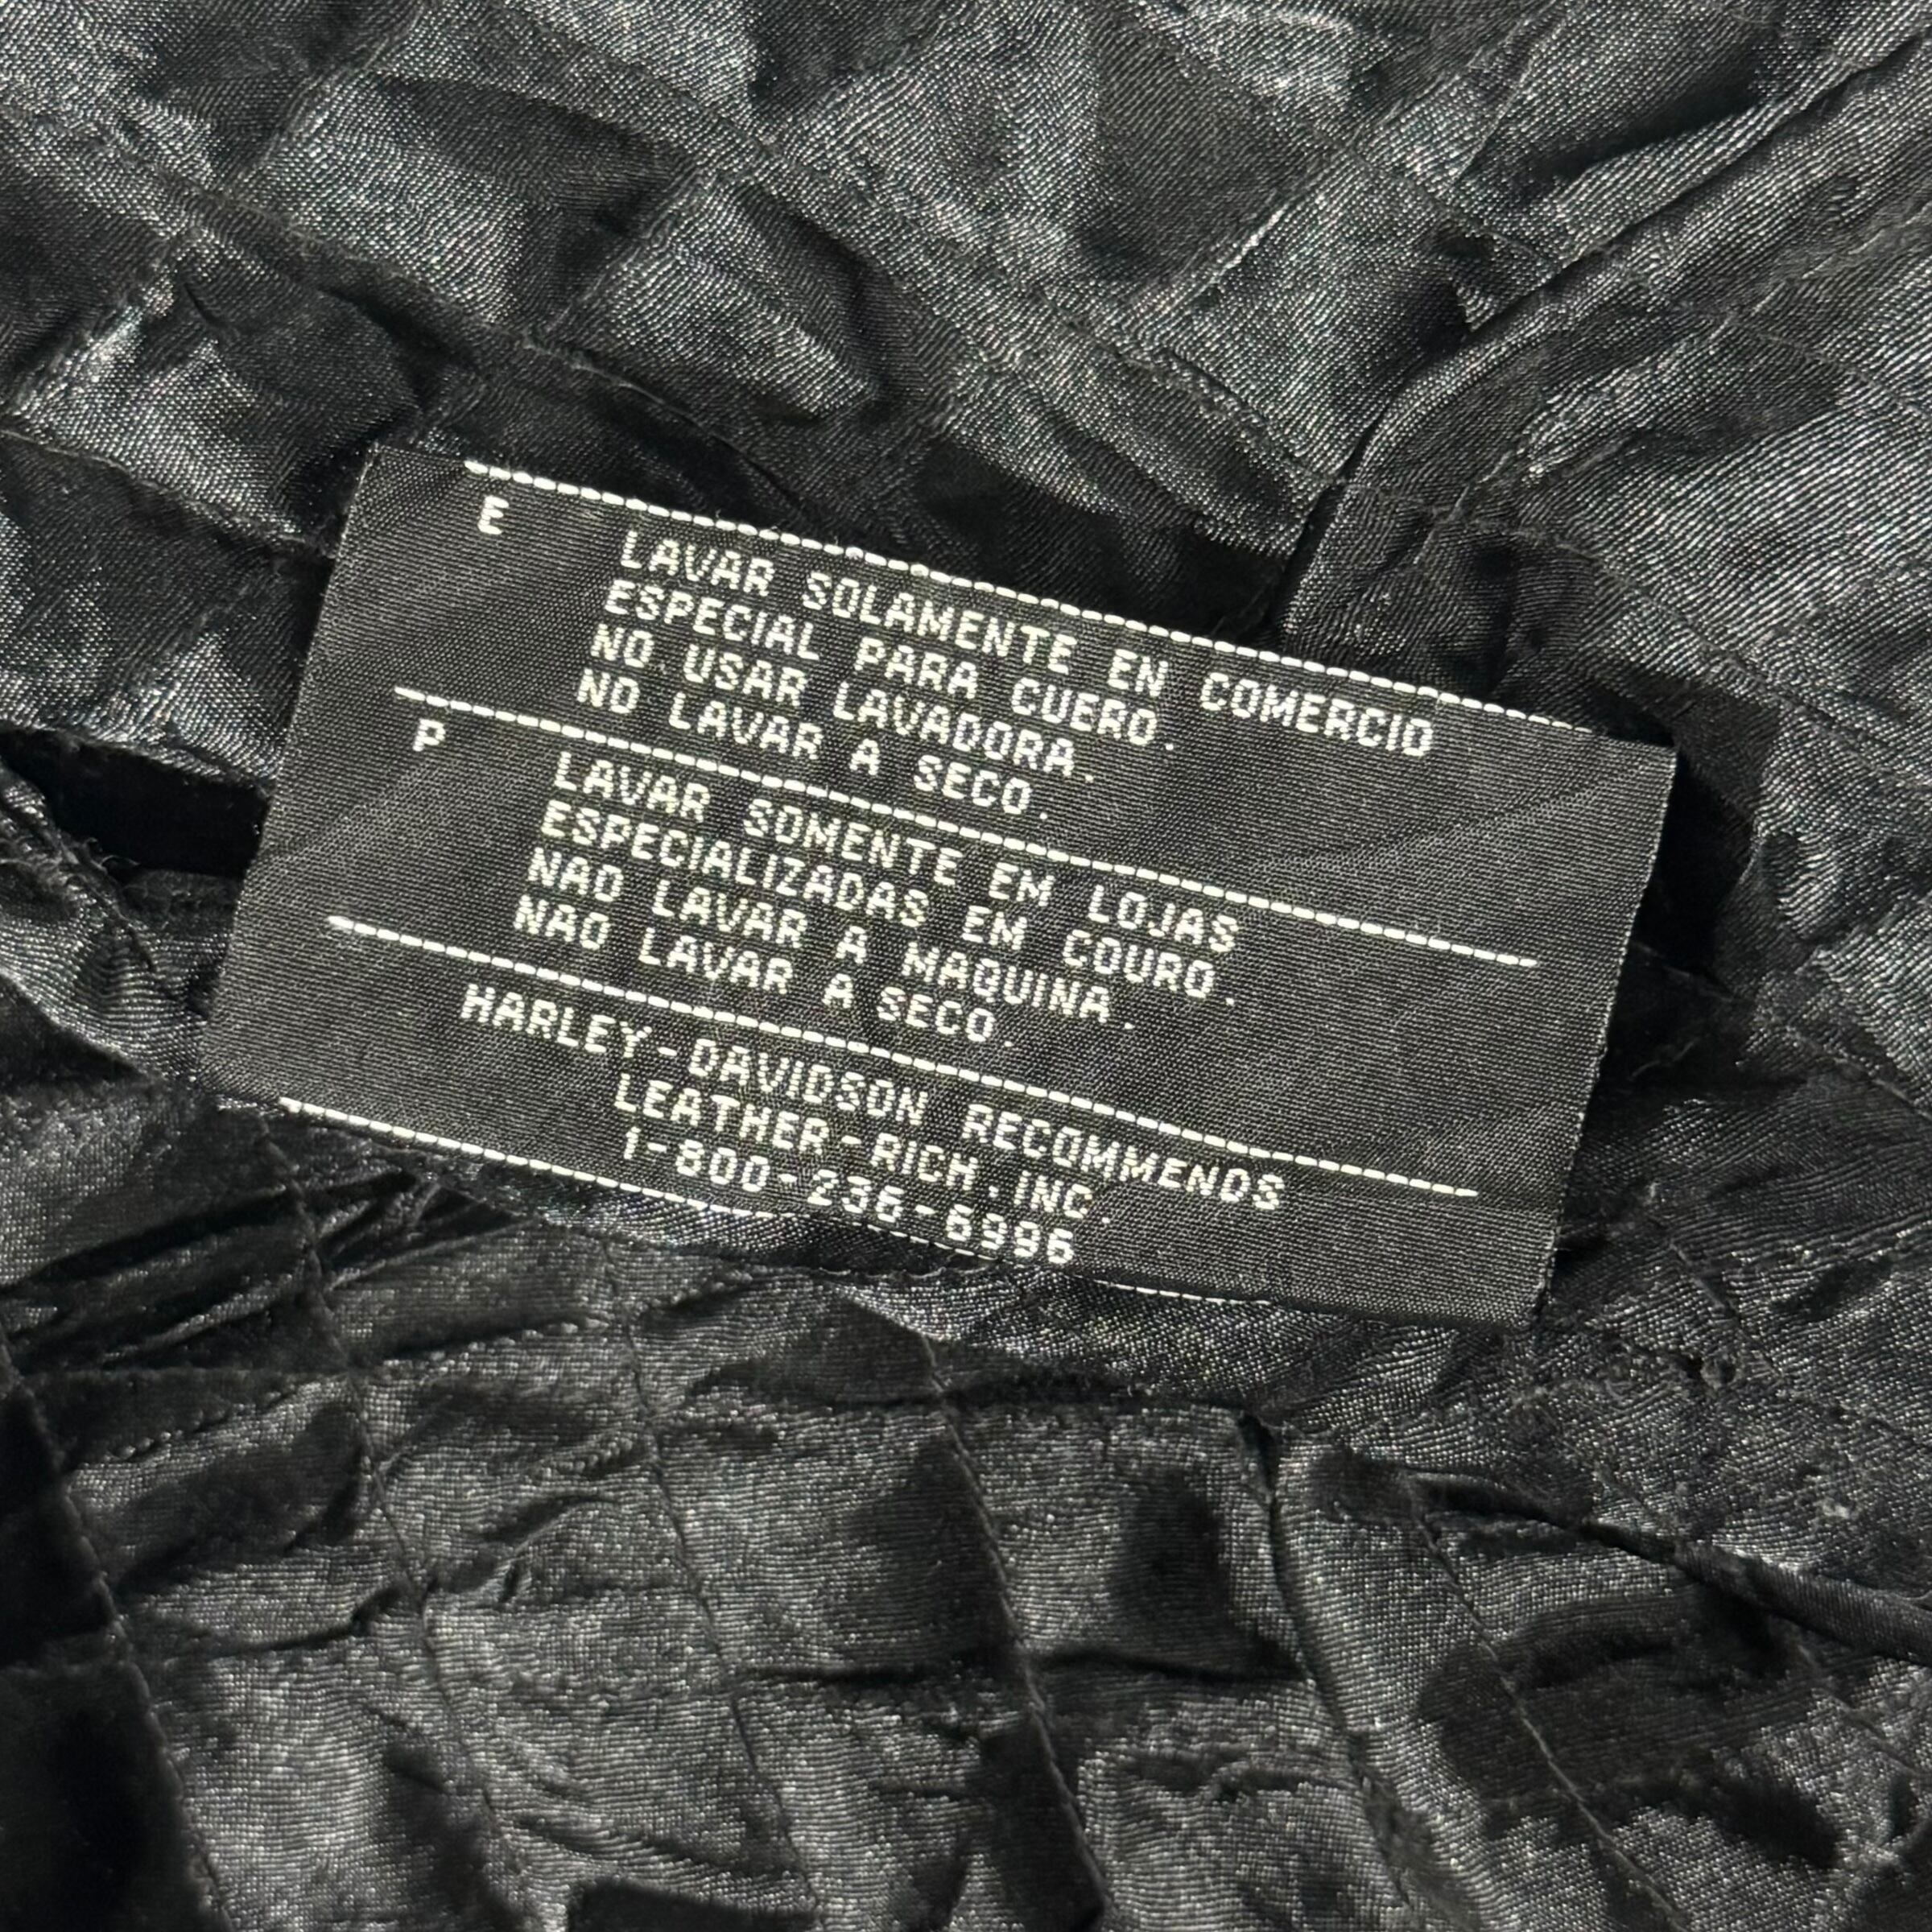 E LAVAR SOLAMENTE EN COMERCIO
ESPECIAL PARA CUERO.
NO USAR LAVADORA.
NO LAVAR A SECO.
P LAVAR SOMENTE EM LOJAS
ESPECIALIZADAS EM COURO.
NAO LAVAR A MAQUINA.
NAO LAVAR A SECO.
HARLEY-DAVIDSON RECOMMENDS
LEATHER-RICH, INC.
1-800-236-6996